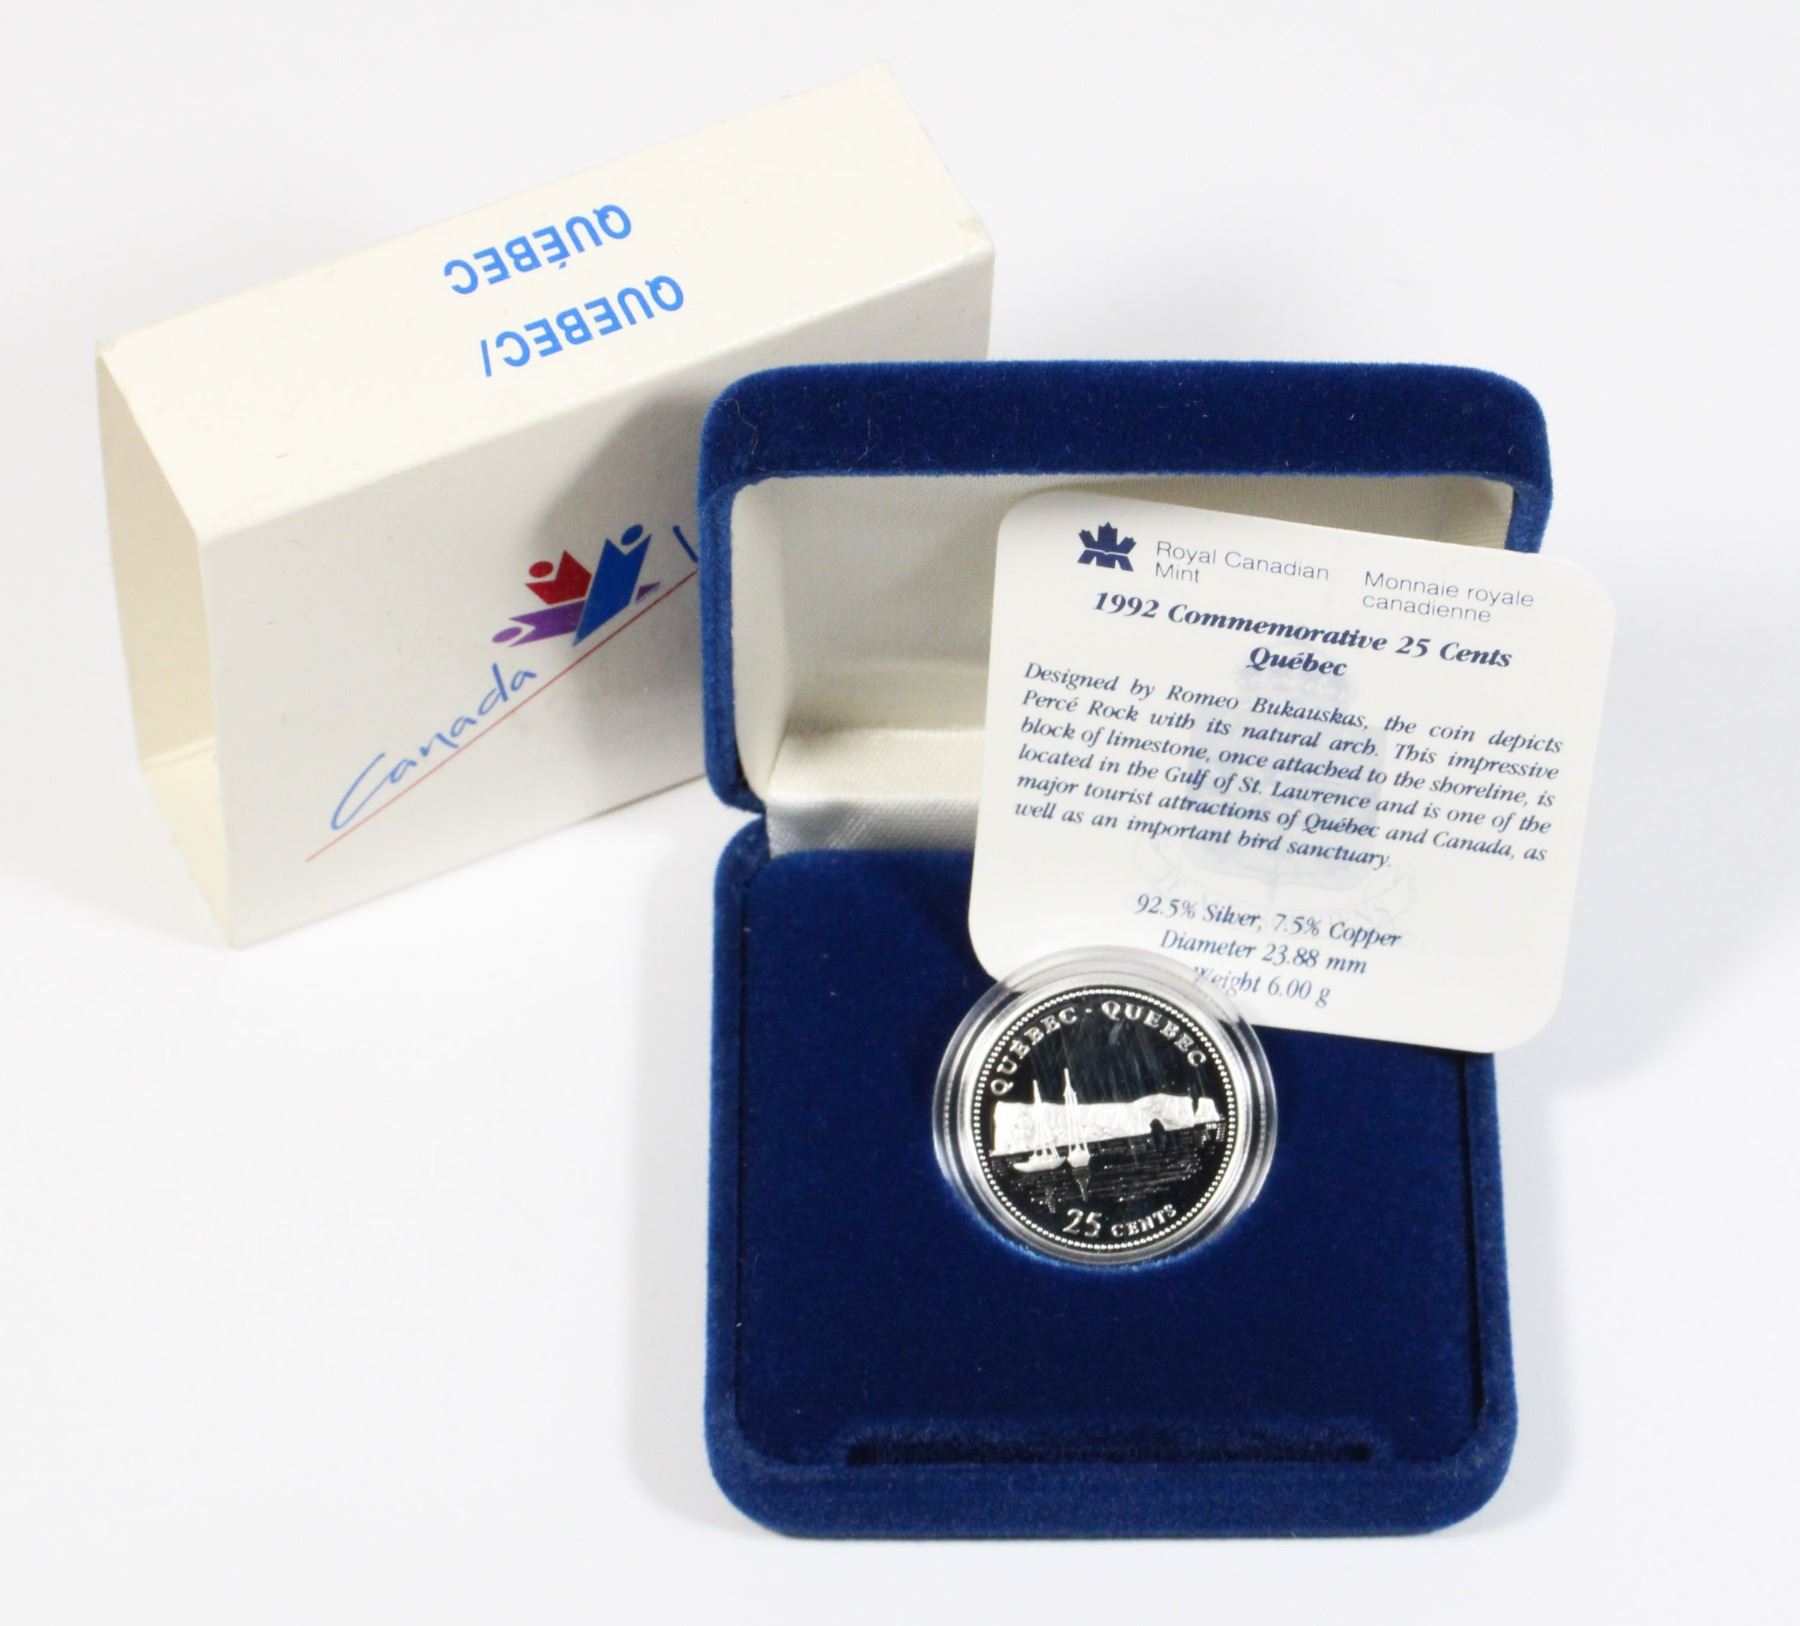 QUEBEC/
QUÉBEC
Canada
Royal Canadian
Mint
Monnaie royale
canadienne
1992 Commemorative 25 Cents
Québec
Designed by Romeo Bukauskas, the coin depicts
Percé Rock with its natural arch. This impressive
block of limestone, once attached to the shoreline, is
located in the Gulf of St. Lawrence and is one of the
major tourist attractions of Québec and Canada, as
well as an important bird sanctuary.
92.5% Silver, 7.5% Copper
Diameter 23.88 mm
Weight 6.00 g
QUÉBEC · QUEBEC
25 CENTS